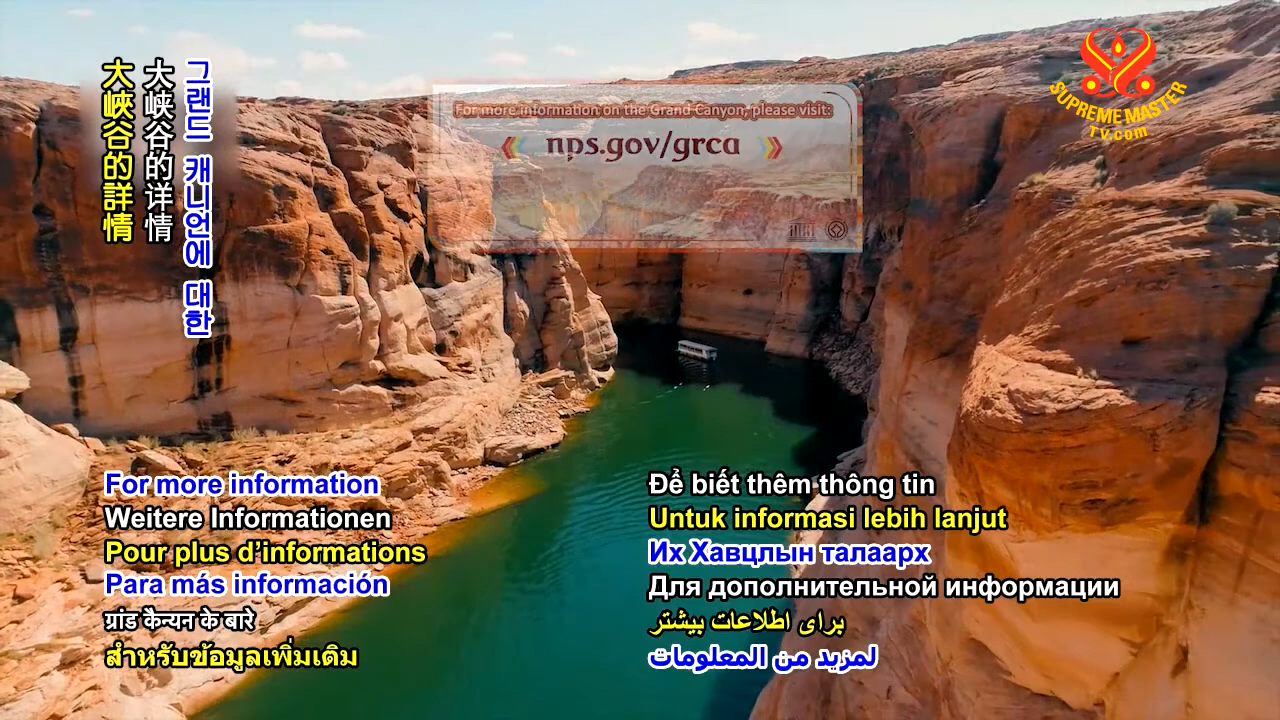 大峽谷的詳情
大峡谷的详情
그랜드 캐니언에 대한
For more information on the Grand Canyon, please visit:
nps.gov/grca
SUPREME MASTER
TV.com
For more information
Weitere Informationen
Pour plus d’informations
Para más información
ग्रांड कैन्यन के बारे
สำหรับข้อมูลเพิ่มเติม
Để biết thêm thông tin
Untuk informasi lebih lanjut
Их Хавцлын талаарх
Для дополнительной информации
برای اطلاعات بیشتر
لمزيد من المعلومات